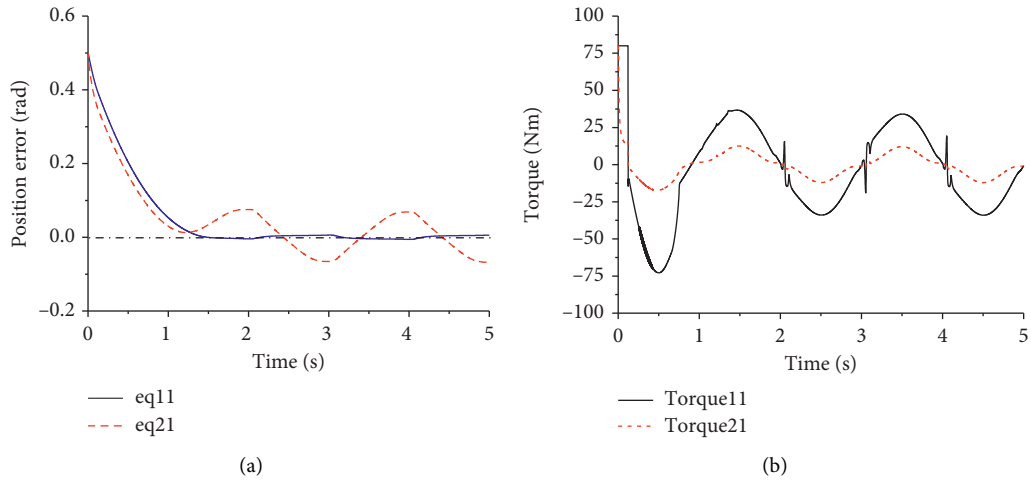 0.6
0.4
0.2
0.0
−0.2
Position error (rad)
0
1
2
3
4
5
Time (s)
eq11
eq21
(a)
100
75
50
25
0
−25
−50
−75
−100
Torque (Nm)
0
1
2
3
4
5
Time (s)
Torque11
Torque21
(b)